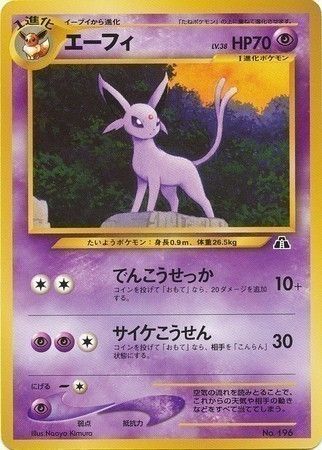 1進化
イーブイから進化
「たねポケモン」の上に重ねて進化させます。
エーフィ
LV.38 HP70
1進化ポケモン
たいようポケモン:身長0.9m、体重26.5kg
でんこうせっか 10+
コインを投げて「おもて」なら、20ダメージを追加
する。
サイケこうせん 30
コインを投げて「おもて」なら、相手を「こんらん」
状態にする。
にげる
弱点 抵抗力
空気の流れを読みとることで、
これからの天気や相手の動き
などをすべて当ててしまう。
Illus. Naoyo Kimura
No.196